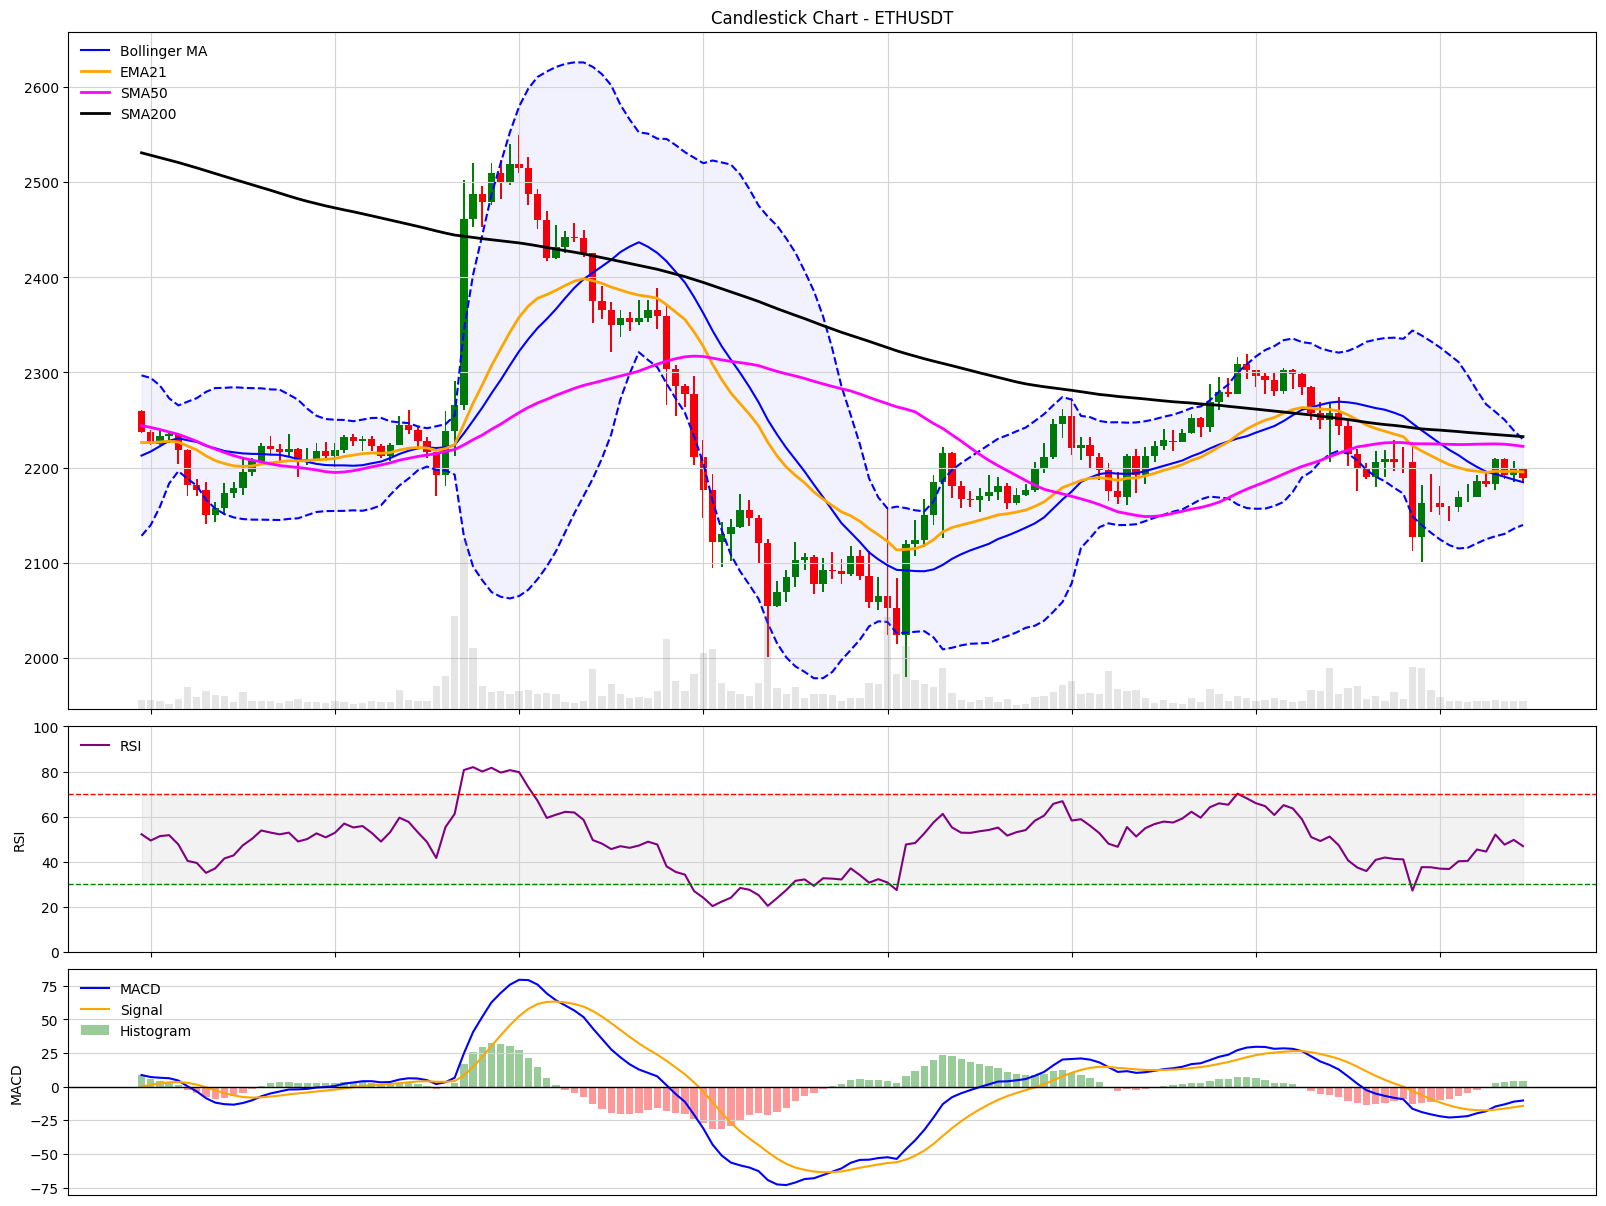 Candlestick Chart - ETHUSDT
Bollinger MA
EMA21
SMA50
SMA200
2600
2500
2400
2300
2200
2100
2000
RSI
100
80
60
40
20
0
RSI
MACD
Signal
Histogram
75
50
25
0
−25
−50
−75
MACD